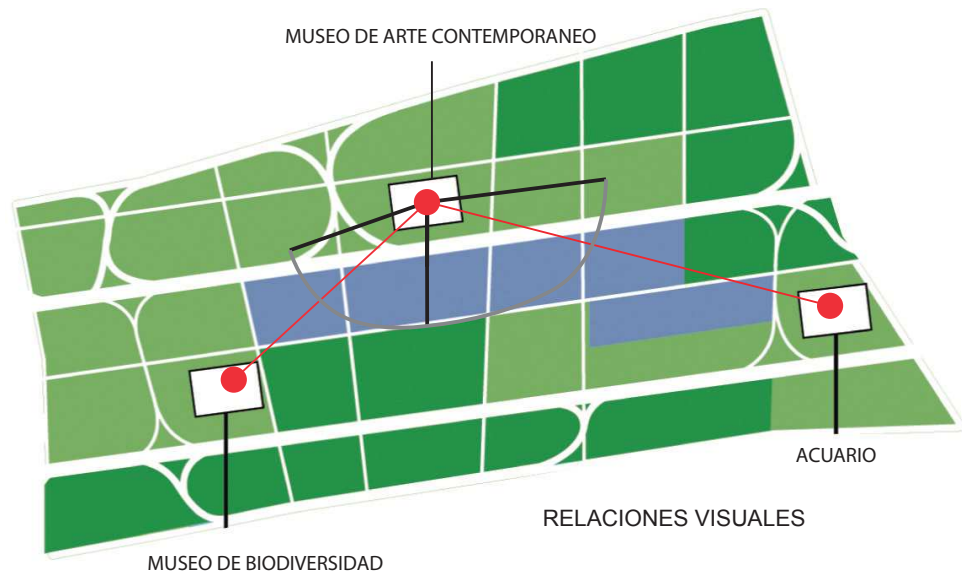 MUSEO DE ARTE CONTEMPORANEO
ACUARIO
RELACIONES VISUALES
MUSEO DE BIODIVERSIDAD